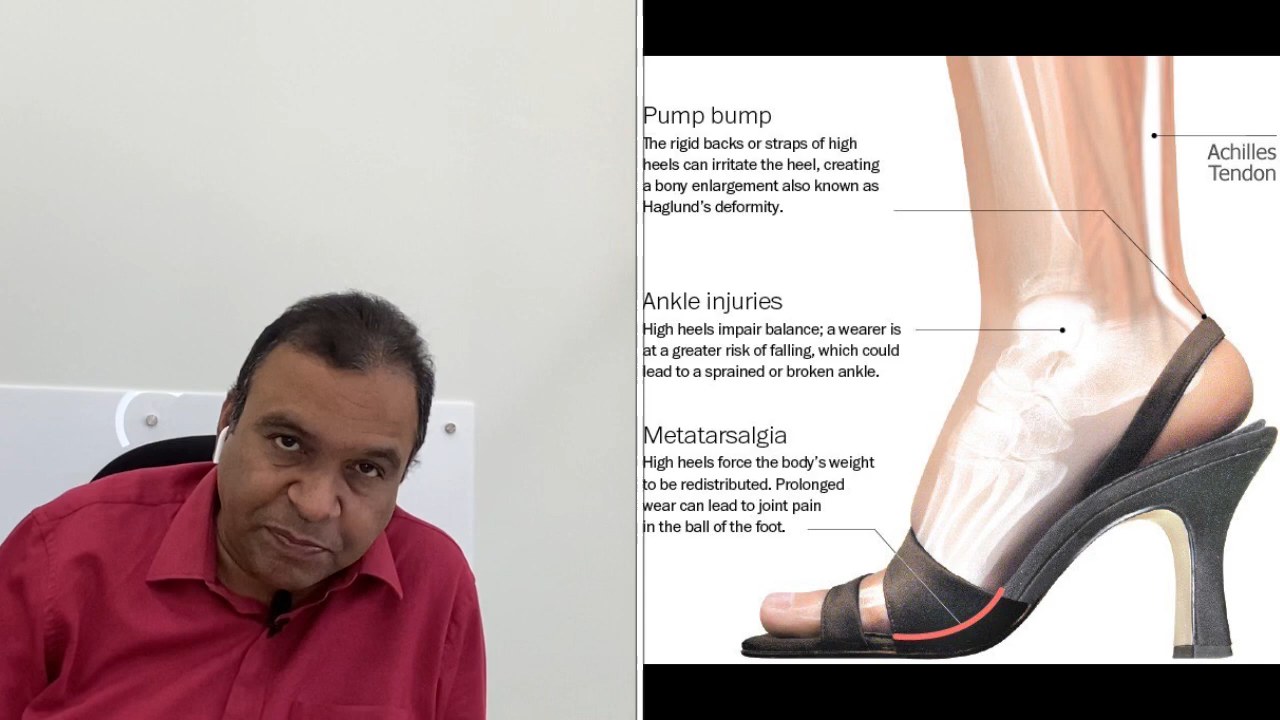 Pump bump
The rigid backs or straps of high
heels can irritate the heel, creating
a bony enlargement also known as
Haglund's deformity.
Achilles
Tendon
Ankle injuries
High heels impair balance; a wearer is
at a greater risk of falling, which could
lead to a sprained or broken ankle.
Metatarsalgia
High heels force the body's weight
to be redistributed. Prolonged
wear can lead to joint pain
in the ball of the foot.